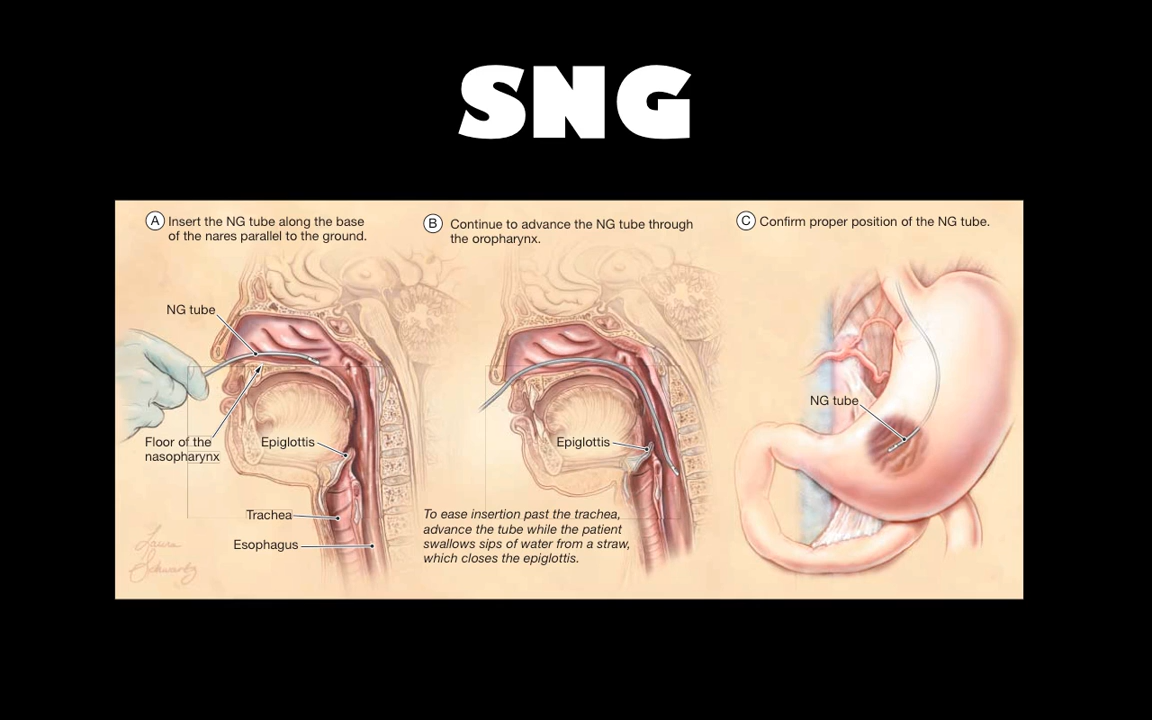 SNG
A Insert the NG tube along the base
of the nares parallel to the ground.
NG tube
Floor of the
nasopharynx
Epiglottis
Trachea
Esophagus
Laura
Schwartz
B Continue to advance the NG tube through
the oropharynx.
Epiglottis
To ease insertion past the trachea,
advance the tube while the patient
swallows sips of water from a straw,
which closes the epiglottis.
C Confirm proper position of the NG tube.
NG tube